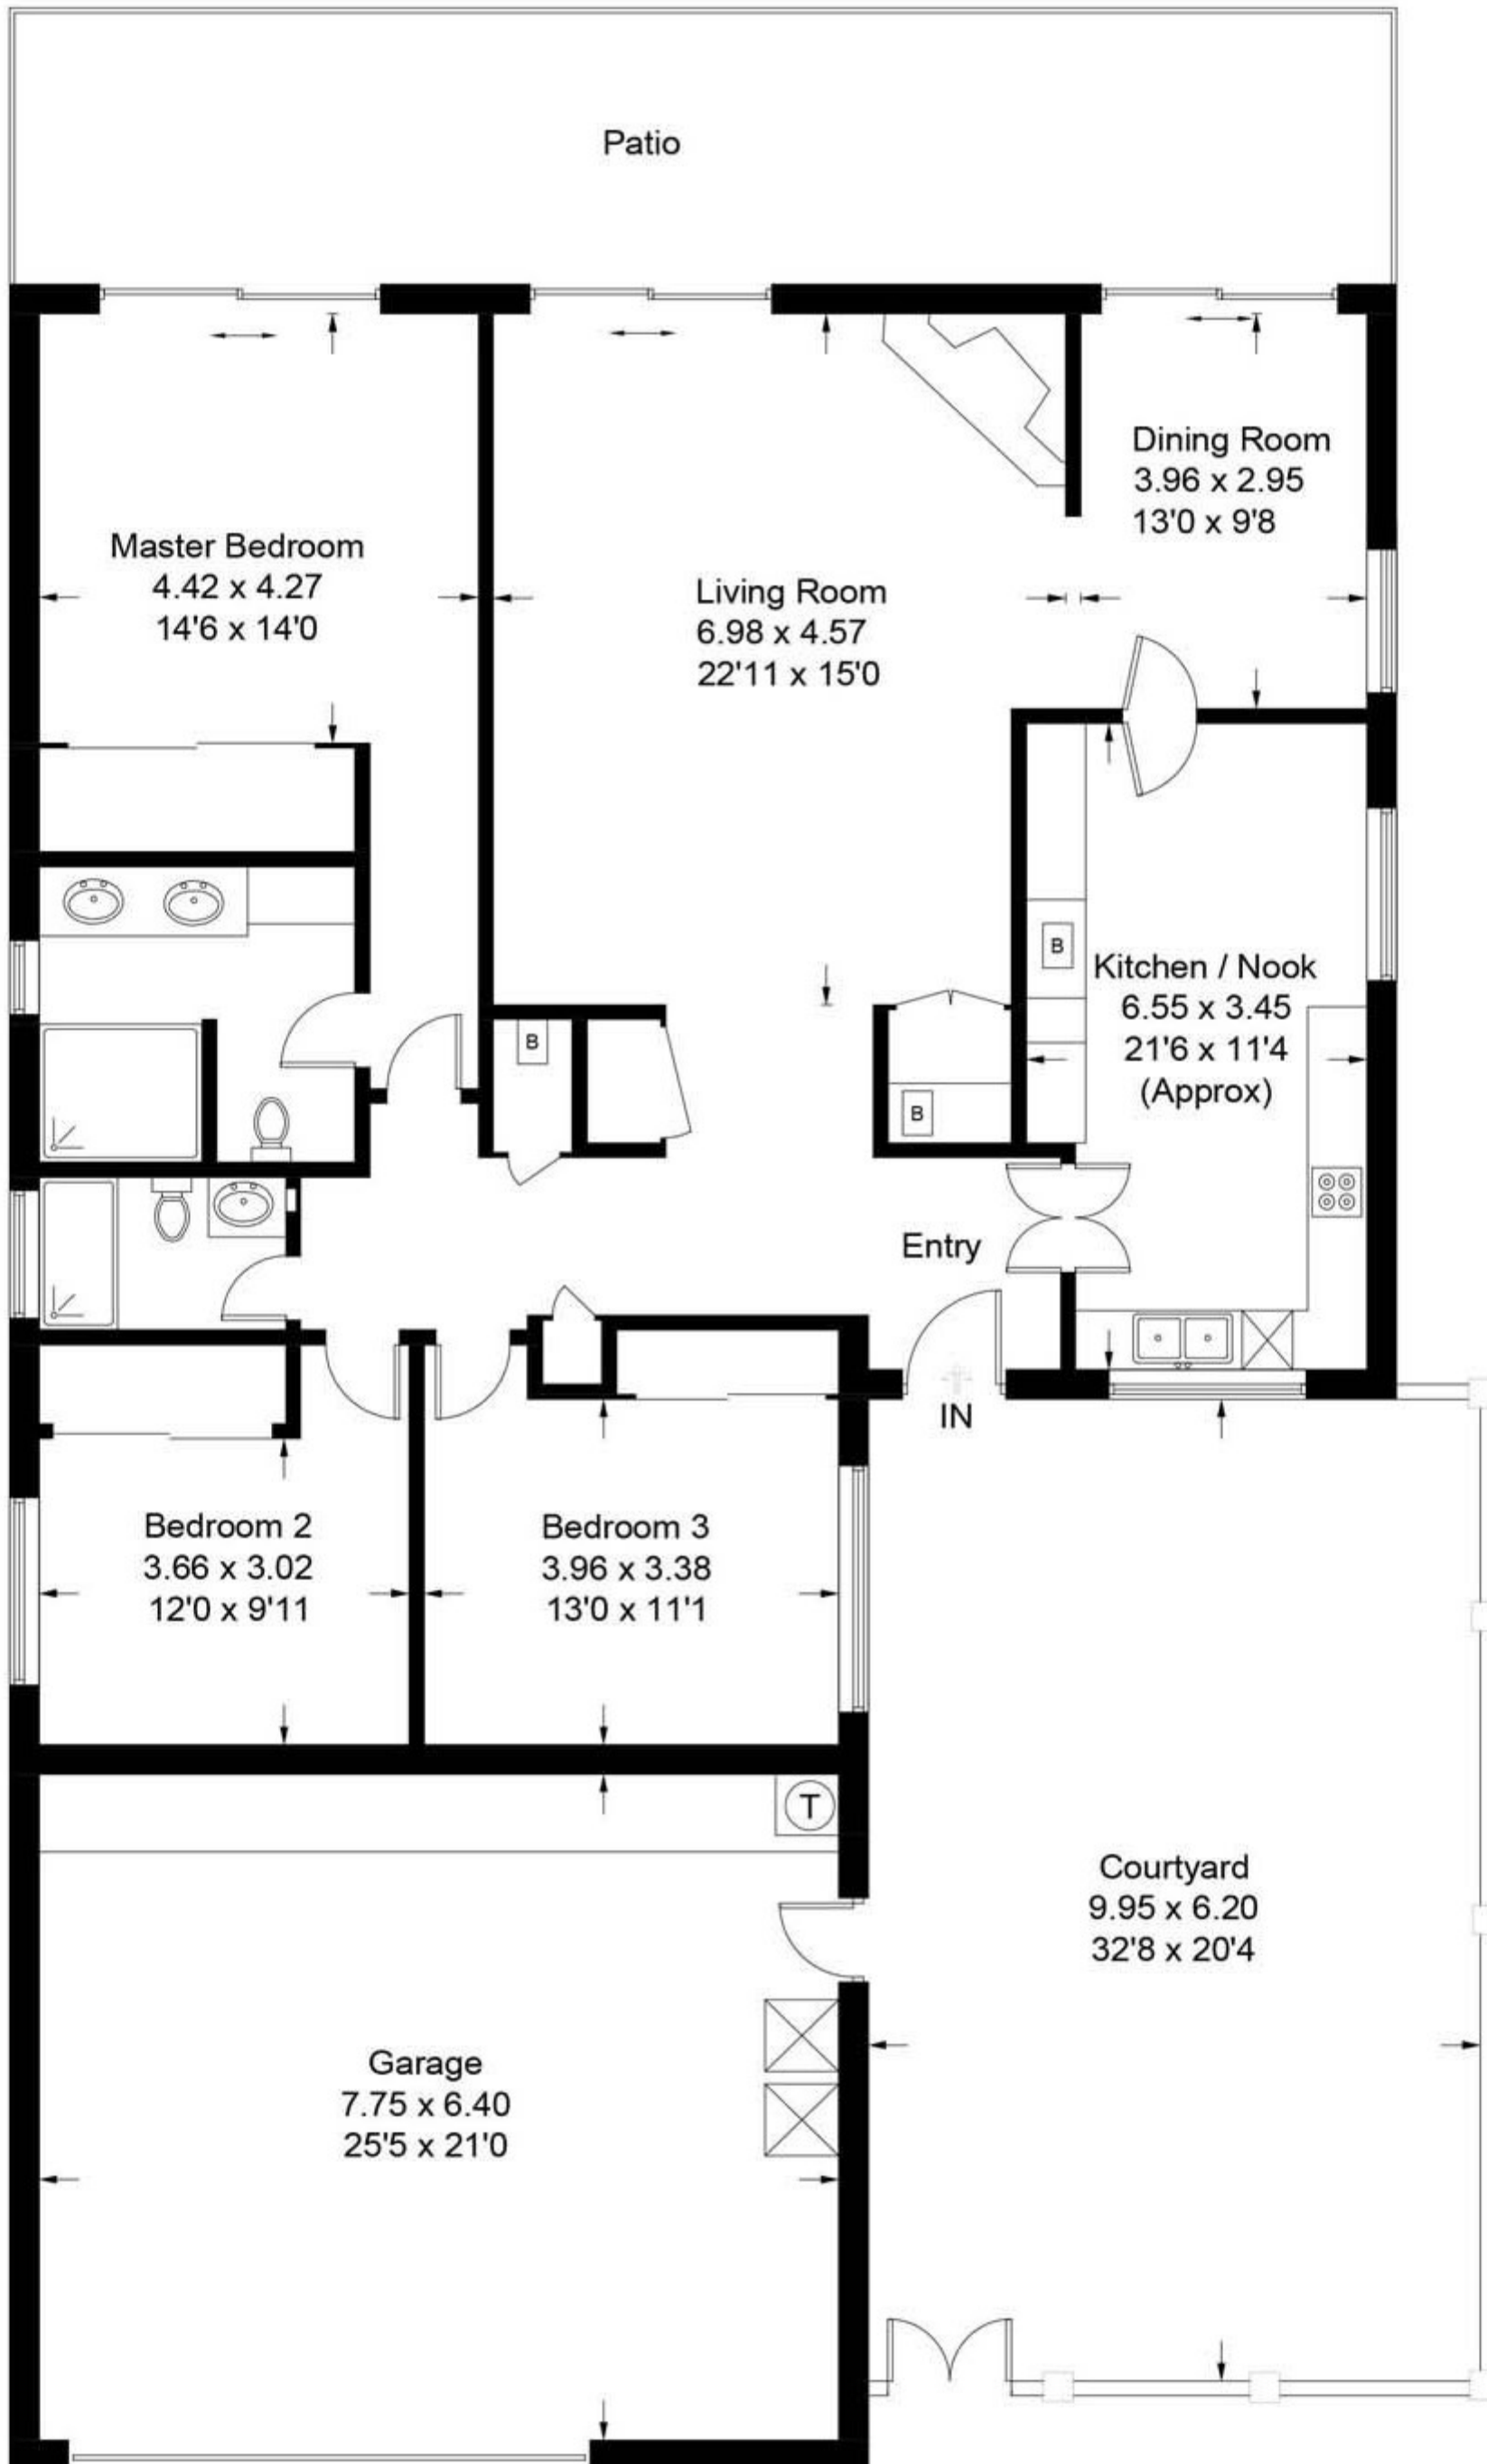 Patio
Dining Room
3.96 x 2.95
13'0 x 9'8
Master Bedroom
4.42 x 4.27
14'6 x 14'0
Living Room
6.98 x 4.57
22'11 x 15'0
B
Kitchen / Nook
6.55 x 3.45
21'6 x 11'4
(Approx)
B
B
Entry
IN
Bedroom 2
3.66 x 3.02
12'0 x 9'11
Bedroom 3
3.96 x 3.38
13'0 x 11'1
T
Courtyard
9.95 x 6.20
32'8 x 20'4
Garage
7.75 x 6.40
25'5 x 21'0